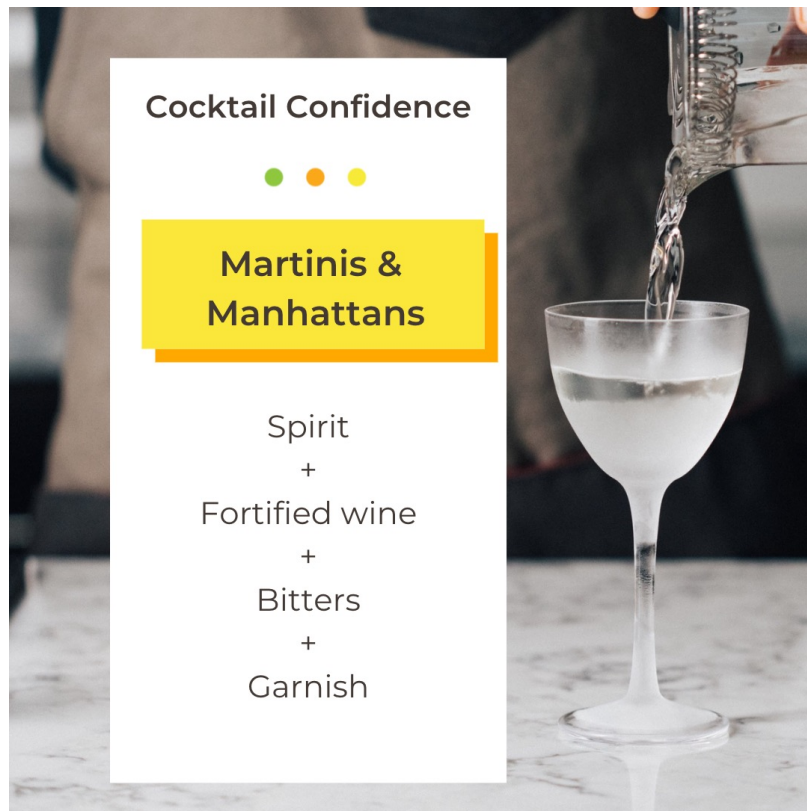 Cocktail Confidence
Martinis &
Manhattans
Spirit
+
Fortified wine
+
Bitters
+
Garnish